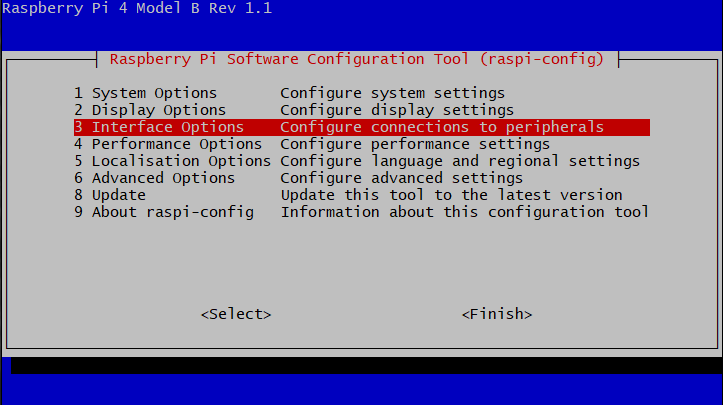 Raspberry Pi 4 Model B Rev 1.1
Raspberry Pi Software Configuration Tool (raspi-config)
1 System Options Configure system settings
2 Display Options Configure display settings
3 Interface Options Configure connections to peripherals
4 Performance Options Configure performance settings
5 Localisation Options Configure language and regional settings
6 Advanced Options Configure advanced settings
8 Update Update this tool to the latest version
9 About raspi-config Information about this configuration tool
<Select> <Finish>